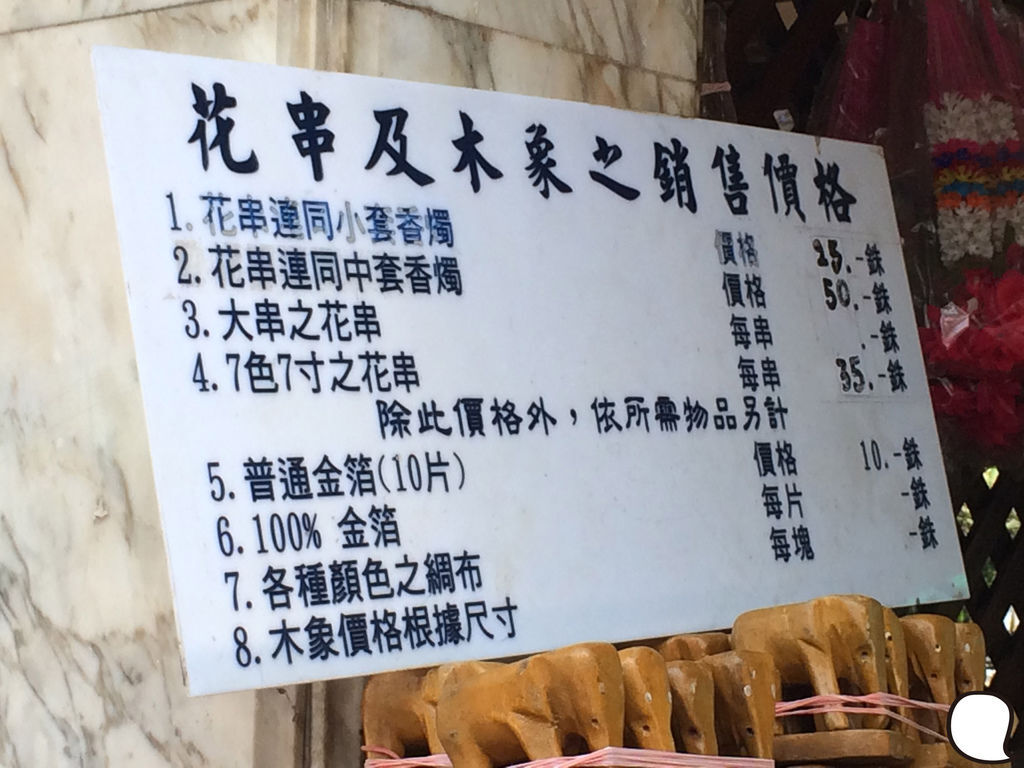 花串及木象之銷售價格
1. 花串連同小套香燭 價格 25.-銖
2. 花串連同中套香燭 價格 50.-銖
3. 大串之花串 每串 .-銖
4. 7色7寸之花串 每串 35.-銖
除此價格外，依所需物品另計
5. 普通金箔(10片) 價格 10.-銖
6. 100% 金箔 每片 -銖
7. 各種顏色之綢布 每塊 -銖
8. 木象價格根據尺寸